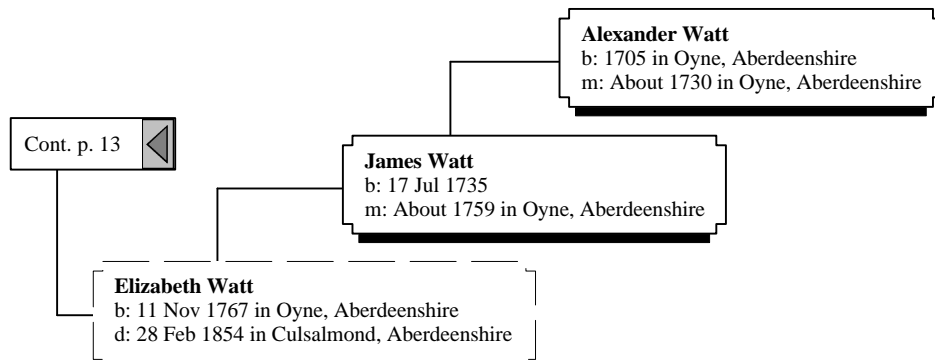 Alexander Watt
b: 1705 in Oyne, Aberdeenshire
m: About 1730 in Oyne, Aberdeenshire
Cont. p. 13
James Watt
b: 17 Jul 1735
m: About 1759 in Oyne, Aberdeenshire
Elizabeth Watt
b: 11 Nov 1767 in Oyne, Aberdeenshire
d: 28 Feb 1854 in Culsalmond, Aberdeenshire